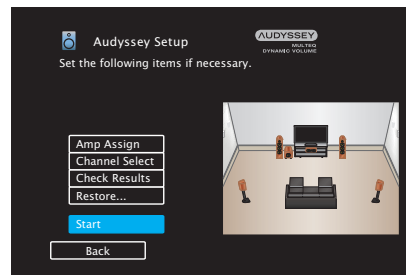 Audyssey Setup
AUDYSSEY
MULTEQ
DYNAMIC VOLUME
Set the following items if necessary.
Amp Assign
Channel Select
Check Results
Restore...
Start
Back